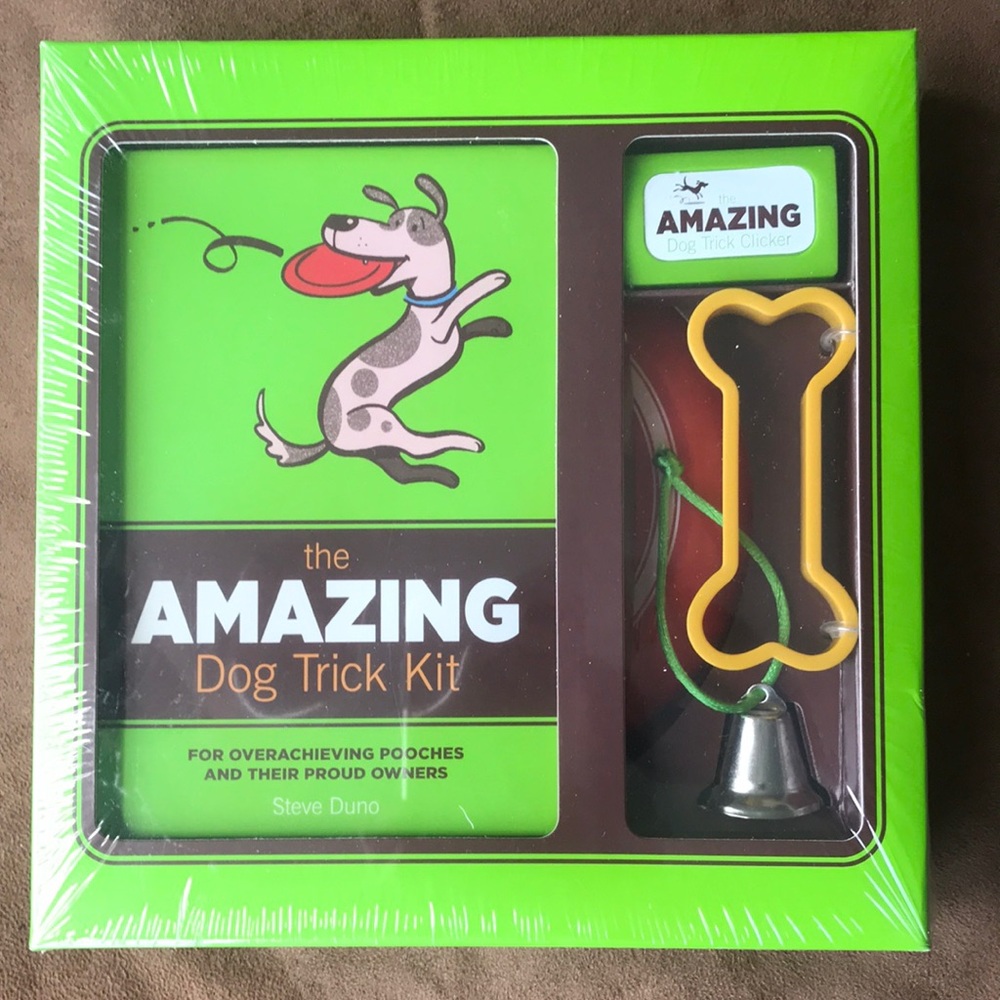 the
AMAZING
Dog Trick Kit
FOR OVERACHIEVING POOCHES
AND THEIR PROUD OWNERS
Steve Duno
the
AMAZING
Dog Trick Clicker